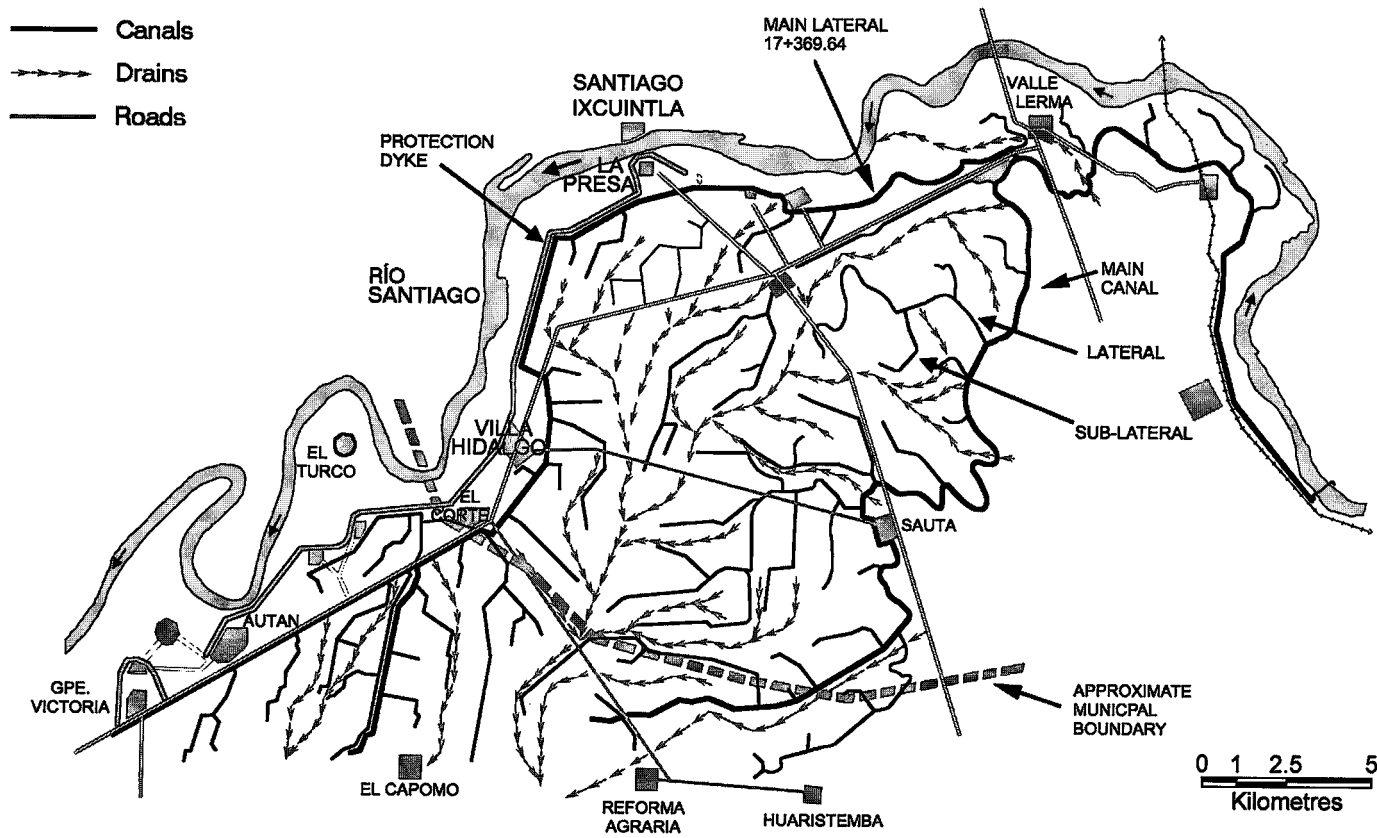 Canals
Drains
Roads
MAIN LATERAL
17+369.64
SANTIAGO
IXCUINTLA
VALLE
LERMA
PROTECTION
DYKE
LA
PRESA
RÍO
SANTIAGO
MAIN
CANAL
LATERAL
SUB-LATERAL
VILLA
HIDALGO
EL
TURCO
EL
CORTE
SAUTA
AUTAN
GPE.
VICTORIA
APPROXIMATE
MUNICPAL
BOUNDARY
EL CAPOMO
REFORMA
AGRARIA
HUARISTEMBA
0 1 2.5 5
Kilometres